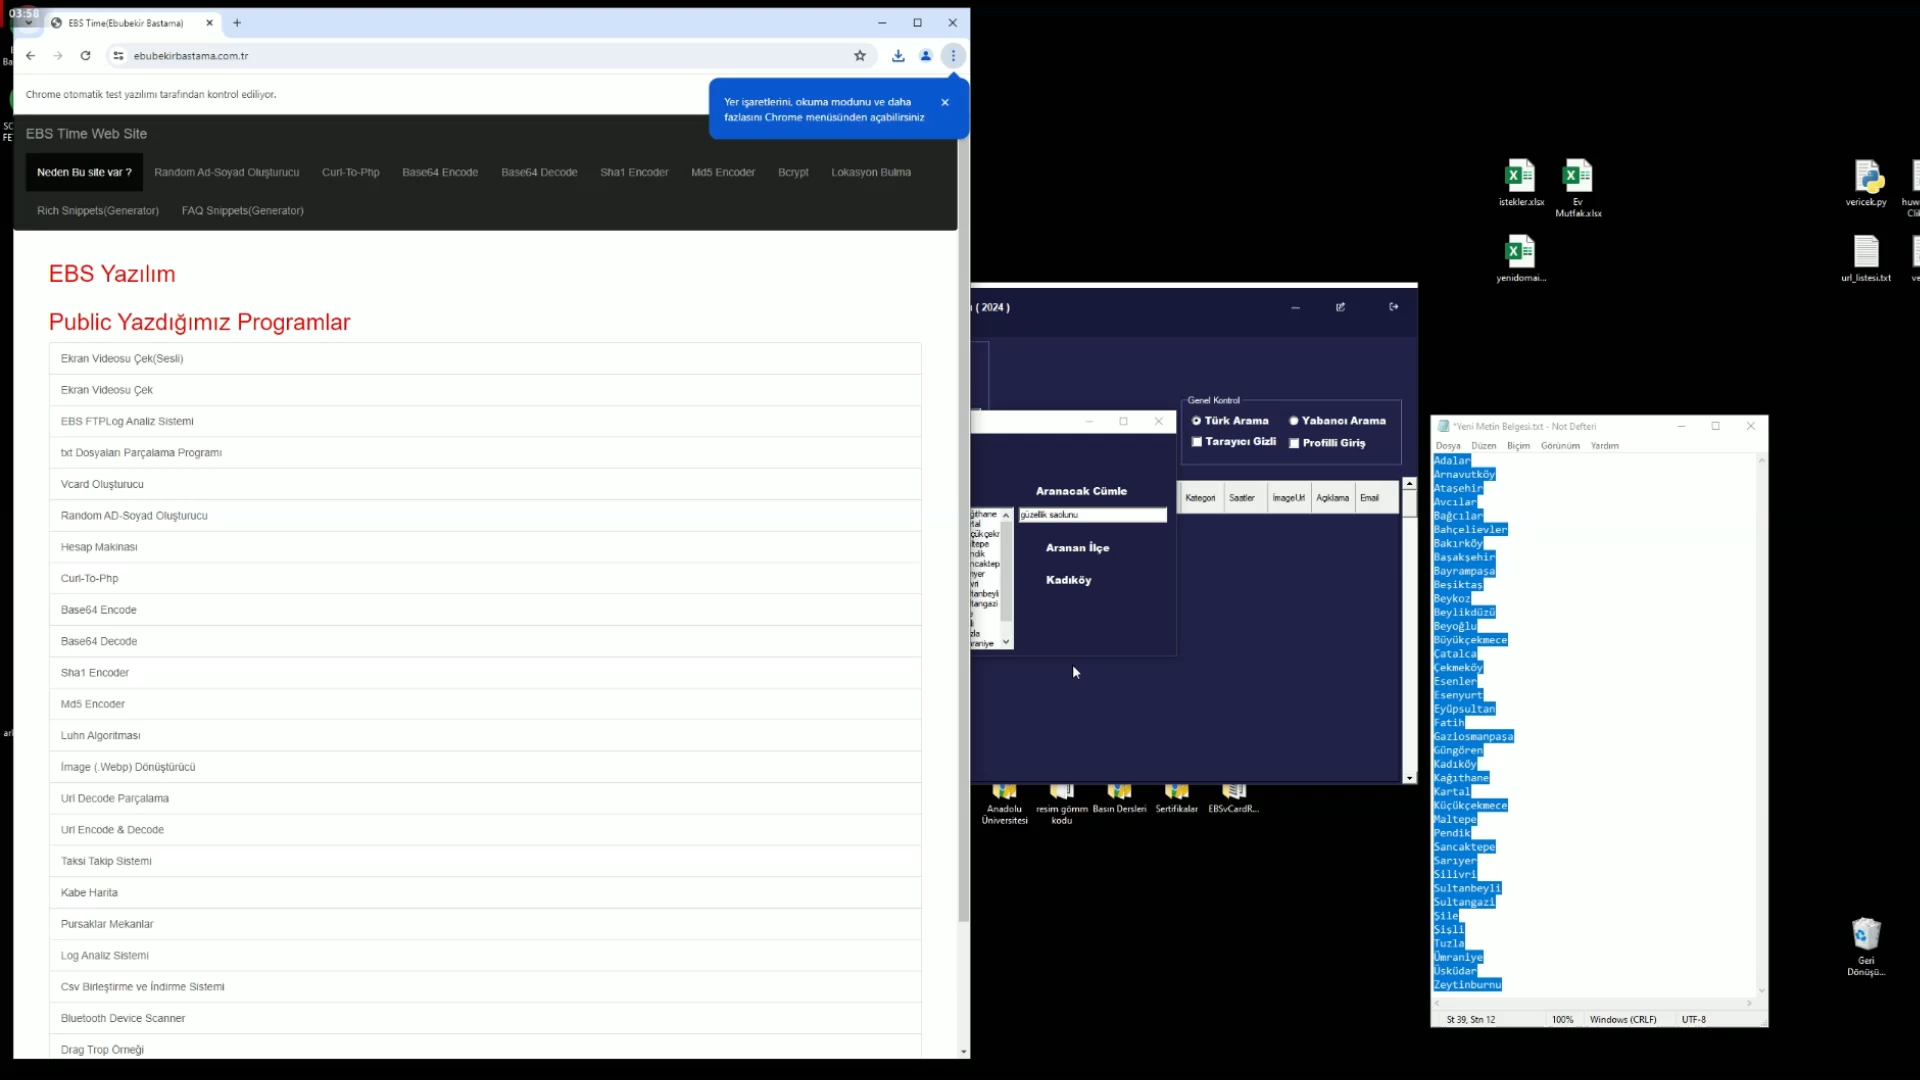 03:58
EBS Time(Ebubekir Bastama)
ebubekirbastama.com.tr
Chrome otomatik test yazılımı tarafından kontrol ediliyor.
Yer işaretlerini, okuma modunu ve daha
fazlasını Chrome menüsünden açabilirsiniz
EBS Time Web Site
Neden Bu site var ?
Random Ad-Soyad Oluşturucu
Curl-To-Php
Base64 Encode
Base64 Decode
Sha1 Encoder
Md5 Encoder
Bcrypt
Lokasyon Bulma
Rich Snippets(Generator)
FAQ Snippets(Generator)
EBS Yazılım
Public Yazdığımız Programlar
Ekran Videosu Çek(Sesli)
Ekran Videosu Çek
EBS FTPLog Analiz Sistemi
txt Dosyaları Parçalama Programı
Vcard Oluşturucu
Random AD-Soyad Oluşturucu
Hesap Makinası
Curl-To-Php
Base64 Encode
Base64 Decode
Sha1 Encoder
Md5 Encoder
Luhn Algoritması
İmage (.Webp) Dönüştürücü
Url Decode Parçalama
Url Encode & Decode
Taksi Takip Sistemi
Kabe Harita
Pursaklar Mekanlar
Log Analiz Sistemi
Csv Birleştirme ve İndirme Sistemi
Bluetooth Device Scanner
Drag Trop Örneği
( 2024 )
Genel Kontrol
Türk Arama
Yabancı Arama
Tarayıcı Gizli
Profilli Giriş
Kategori
Saatler
İmageUrl
Açıklama
Email
Aranacak Cümle
güzellik saolunu
Aranan İlçe
Kadıköy
Anadolu
Üniversitesi
resim gömm
kodu
Basın Dersleri
Sertifikalar
EBSvCardR...
istekler.xlsx
Ev
Mutfak.xlsx
yenidomai...
vericek.py
url_listesi.txt
Geri
Dönüşü...
*Yeni Metin Belgesi.txt - Not Defteri
Dosya
Düzen
Biçim
Görünüm
Yardım
Adalar
Arnavutköy
Ataşehir
Avcılar
Bağcılar
Bahçelievler
Bakırköy
Başakşehir
Bayrampaşa
Beşiktaş
Beykoz
Beylikdüzü
Beyoğlu
Büyükçekmece
Çatalca
Çekmeköy
Esenler
Esenyurt
Eyüpsultan
Fatih
Gaziosmanpaşa
Güngören
Kadıköy
Kağıthane
Kartal
Küçükçekmece
Maltepe
Pendik
Sancaktepe
Sarıyer
Silivri
Sultanbeyli
Sultangazi
Şile
Şişli
Tuzla
Ümraniye
Üsküdar
Zeytinburnu
St 39, Stn 12
100%
Windows (CRLF)
UTF-8